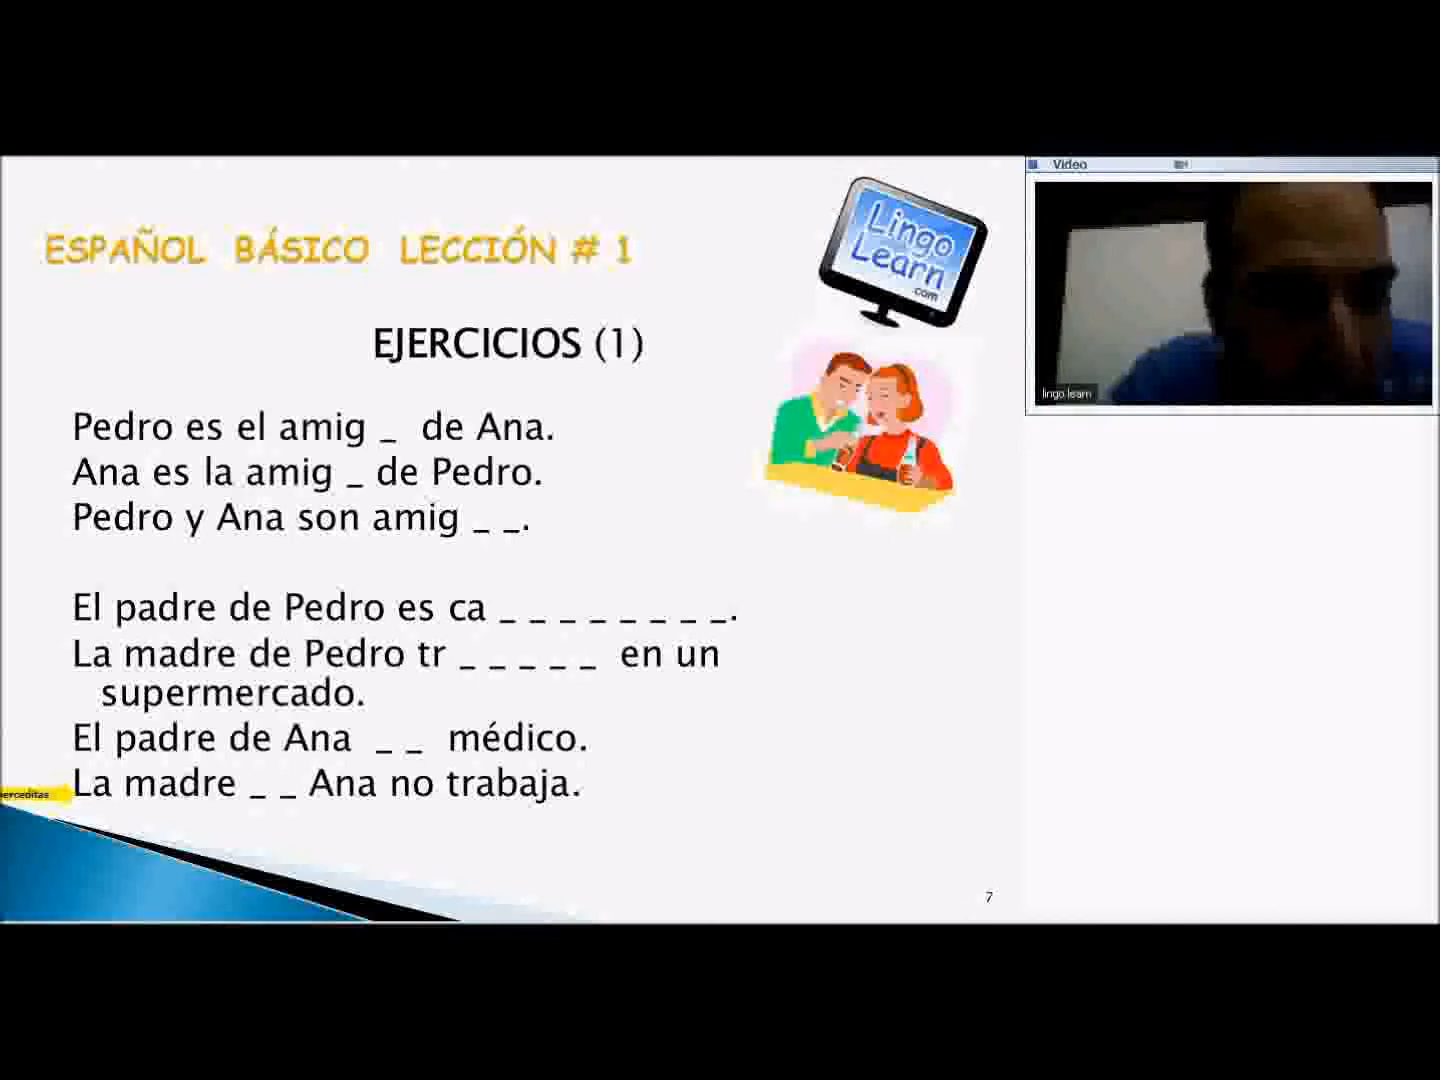 ESPAÑOL BÁSICO LECCIÓN # 1
Lingo
Learn
.com
EJERCICIOS (1)
Pedro es el amig _ de Ana.
Ana es la amig _ de Pedro.
Pedro y Ana son amig _ _.
El padre de Pedro es ca _ _ _ _ _ _ _ _.
La madre de Pedro tr _ _ _ _ _ en un
supermercado.
El padre de Ana _ _ médico.
La madre _ _ Ana no trabaja.
erceditas
7
Video
lingo learn